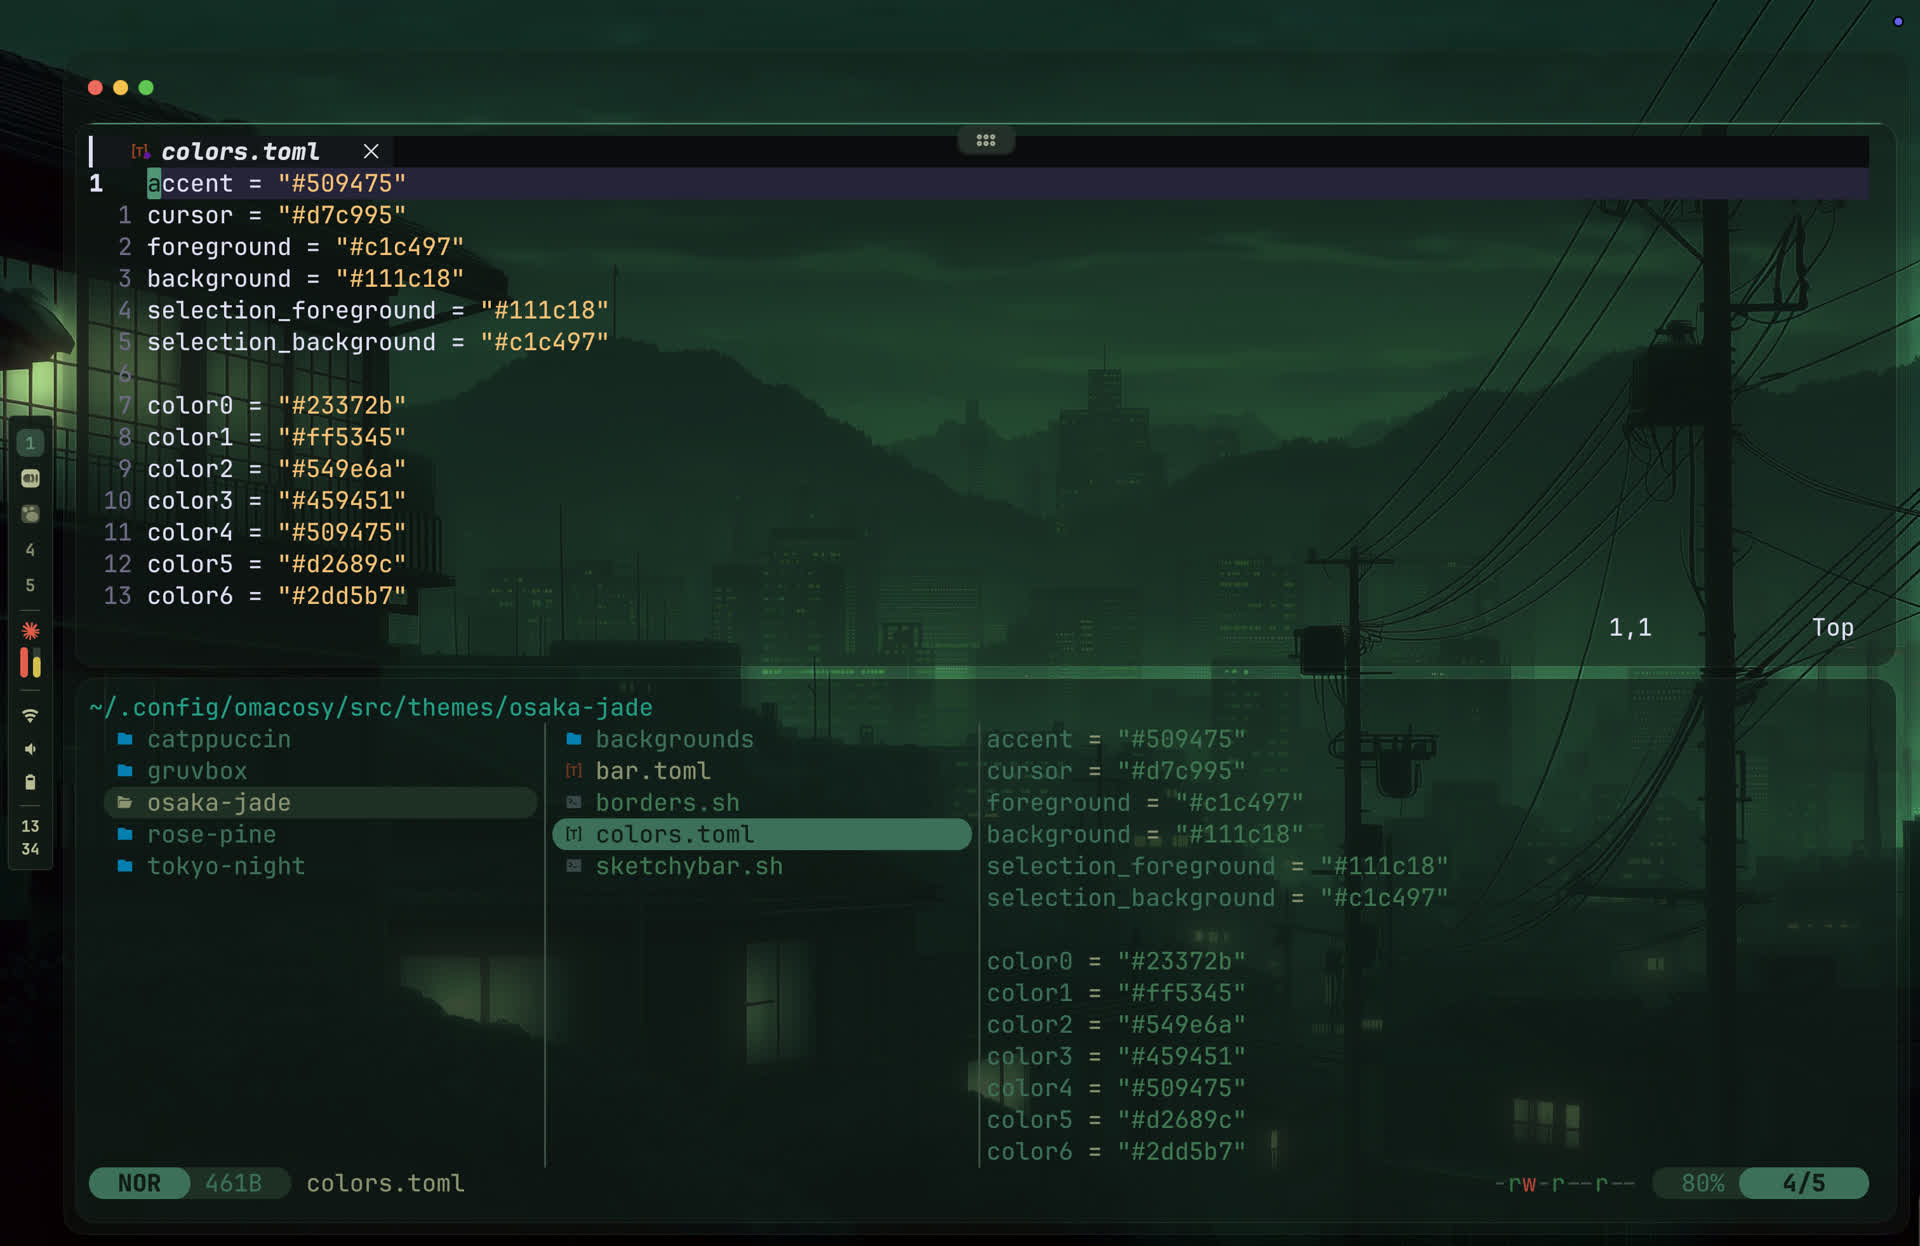 colors.toml
1 accent = "#509475"
1 cursor = "#d7c995"
2 foreground = "#c1c497"
3 background = "#111c18"
4 selection_foreground = "#111c18"
5 selection_background = "#c1c497"
6
7 color0 = "#23372b"
8 color1 = "#ff5345"
9 color2 = "#549e6a"
10 color3 = "#459451"
11 color4 = "#509475"
12 color5 = "#d2689c"
13 color6 = "#2dd5b7"
1,1 Top
1
4
5
13
34
~/.config/omacosy/src/themes/osaka-jade
catppuccin
gruvbox
osaka-jade
rose-pine
tokyo-night
backgrounds
[T] bar.toml
borders.sh
[T] colors.toml
sketchybar.sh
accent = "#509475"
cursor = "#d7c995"
foreground = "#c1c497"
background = "#111c18"
selection_foreground = "#111c18"
selection_background = "#c1c497"
color0 = "#23372b"
color1 = "#ff5345"
color2 = "#549e6a"
color3 = "#459451"
color4 = "#509475"
color5 = "#d2689c"
color6 = "#2dd5b7"
NOR 461B colors.toml
-rw-r--r-- 80% 4/5